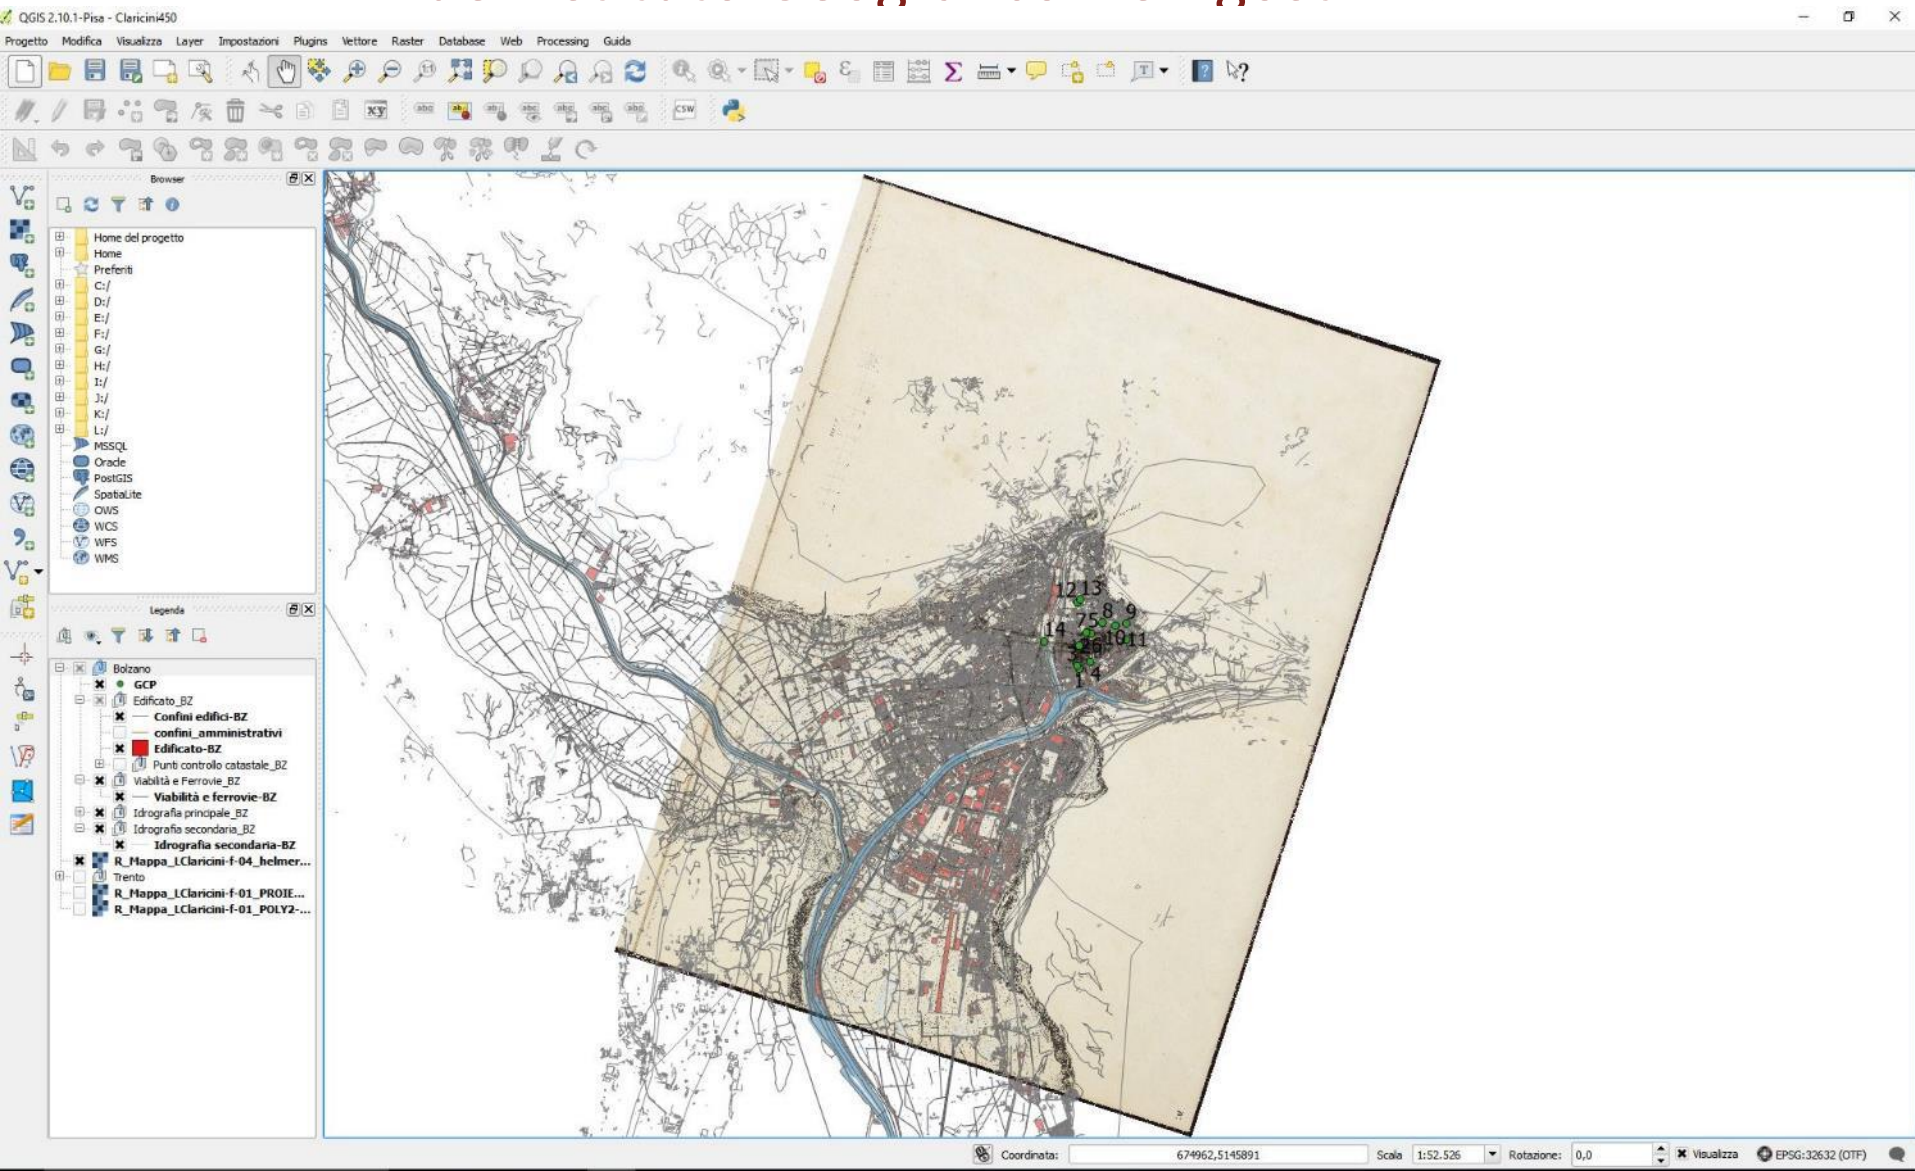 QGIS 2.10.1-Pisa - Claricini450
Progetto Modifica Visualizza Layer Impostazioni Plugins Vettore Raster Database Web Processing Guida
Browser
Home del progetto
Home
Preferiti
C:/
D:/
E:/
F:/
G:/
H:/
I:/
J:/
K:/
L:/
MSSQL
Oracle
PostGIS
SpatiaLite
OWS
WCS
WFS
WMS
Legenda
Bolzano
GCP
Edificato_BZ
Confini edifici-BZ
confini_amministrativi
Edificato-BZ
Punti controllo catastale_BZ
Viabilità e Ferrovie_BZ
Viabilità e ferrovie-BZ
Idrografia principale_BZ
Idrografia secondaria_BZ
Idrografia secondaria-BZ
R_Mappa_LClaricini-f-04_helmer...
Trento
R_Mappa_LClaricini-f-01_PROIE...
R_Mappa_LClaricini-f-01_POLY2-...
CSW
12 13
8 9
75
14
10 11
26
4
1
Coordinata: 674962,5145891 Scala 1:52.526 Rotazione: 0,0 Visualizza EPSG:32632 (OTF)